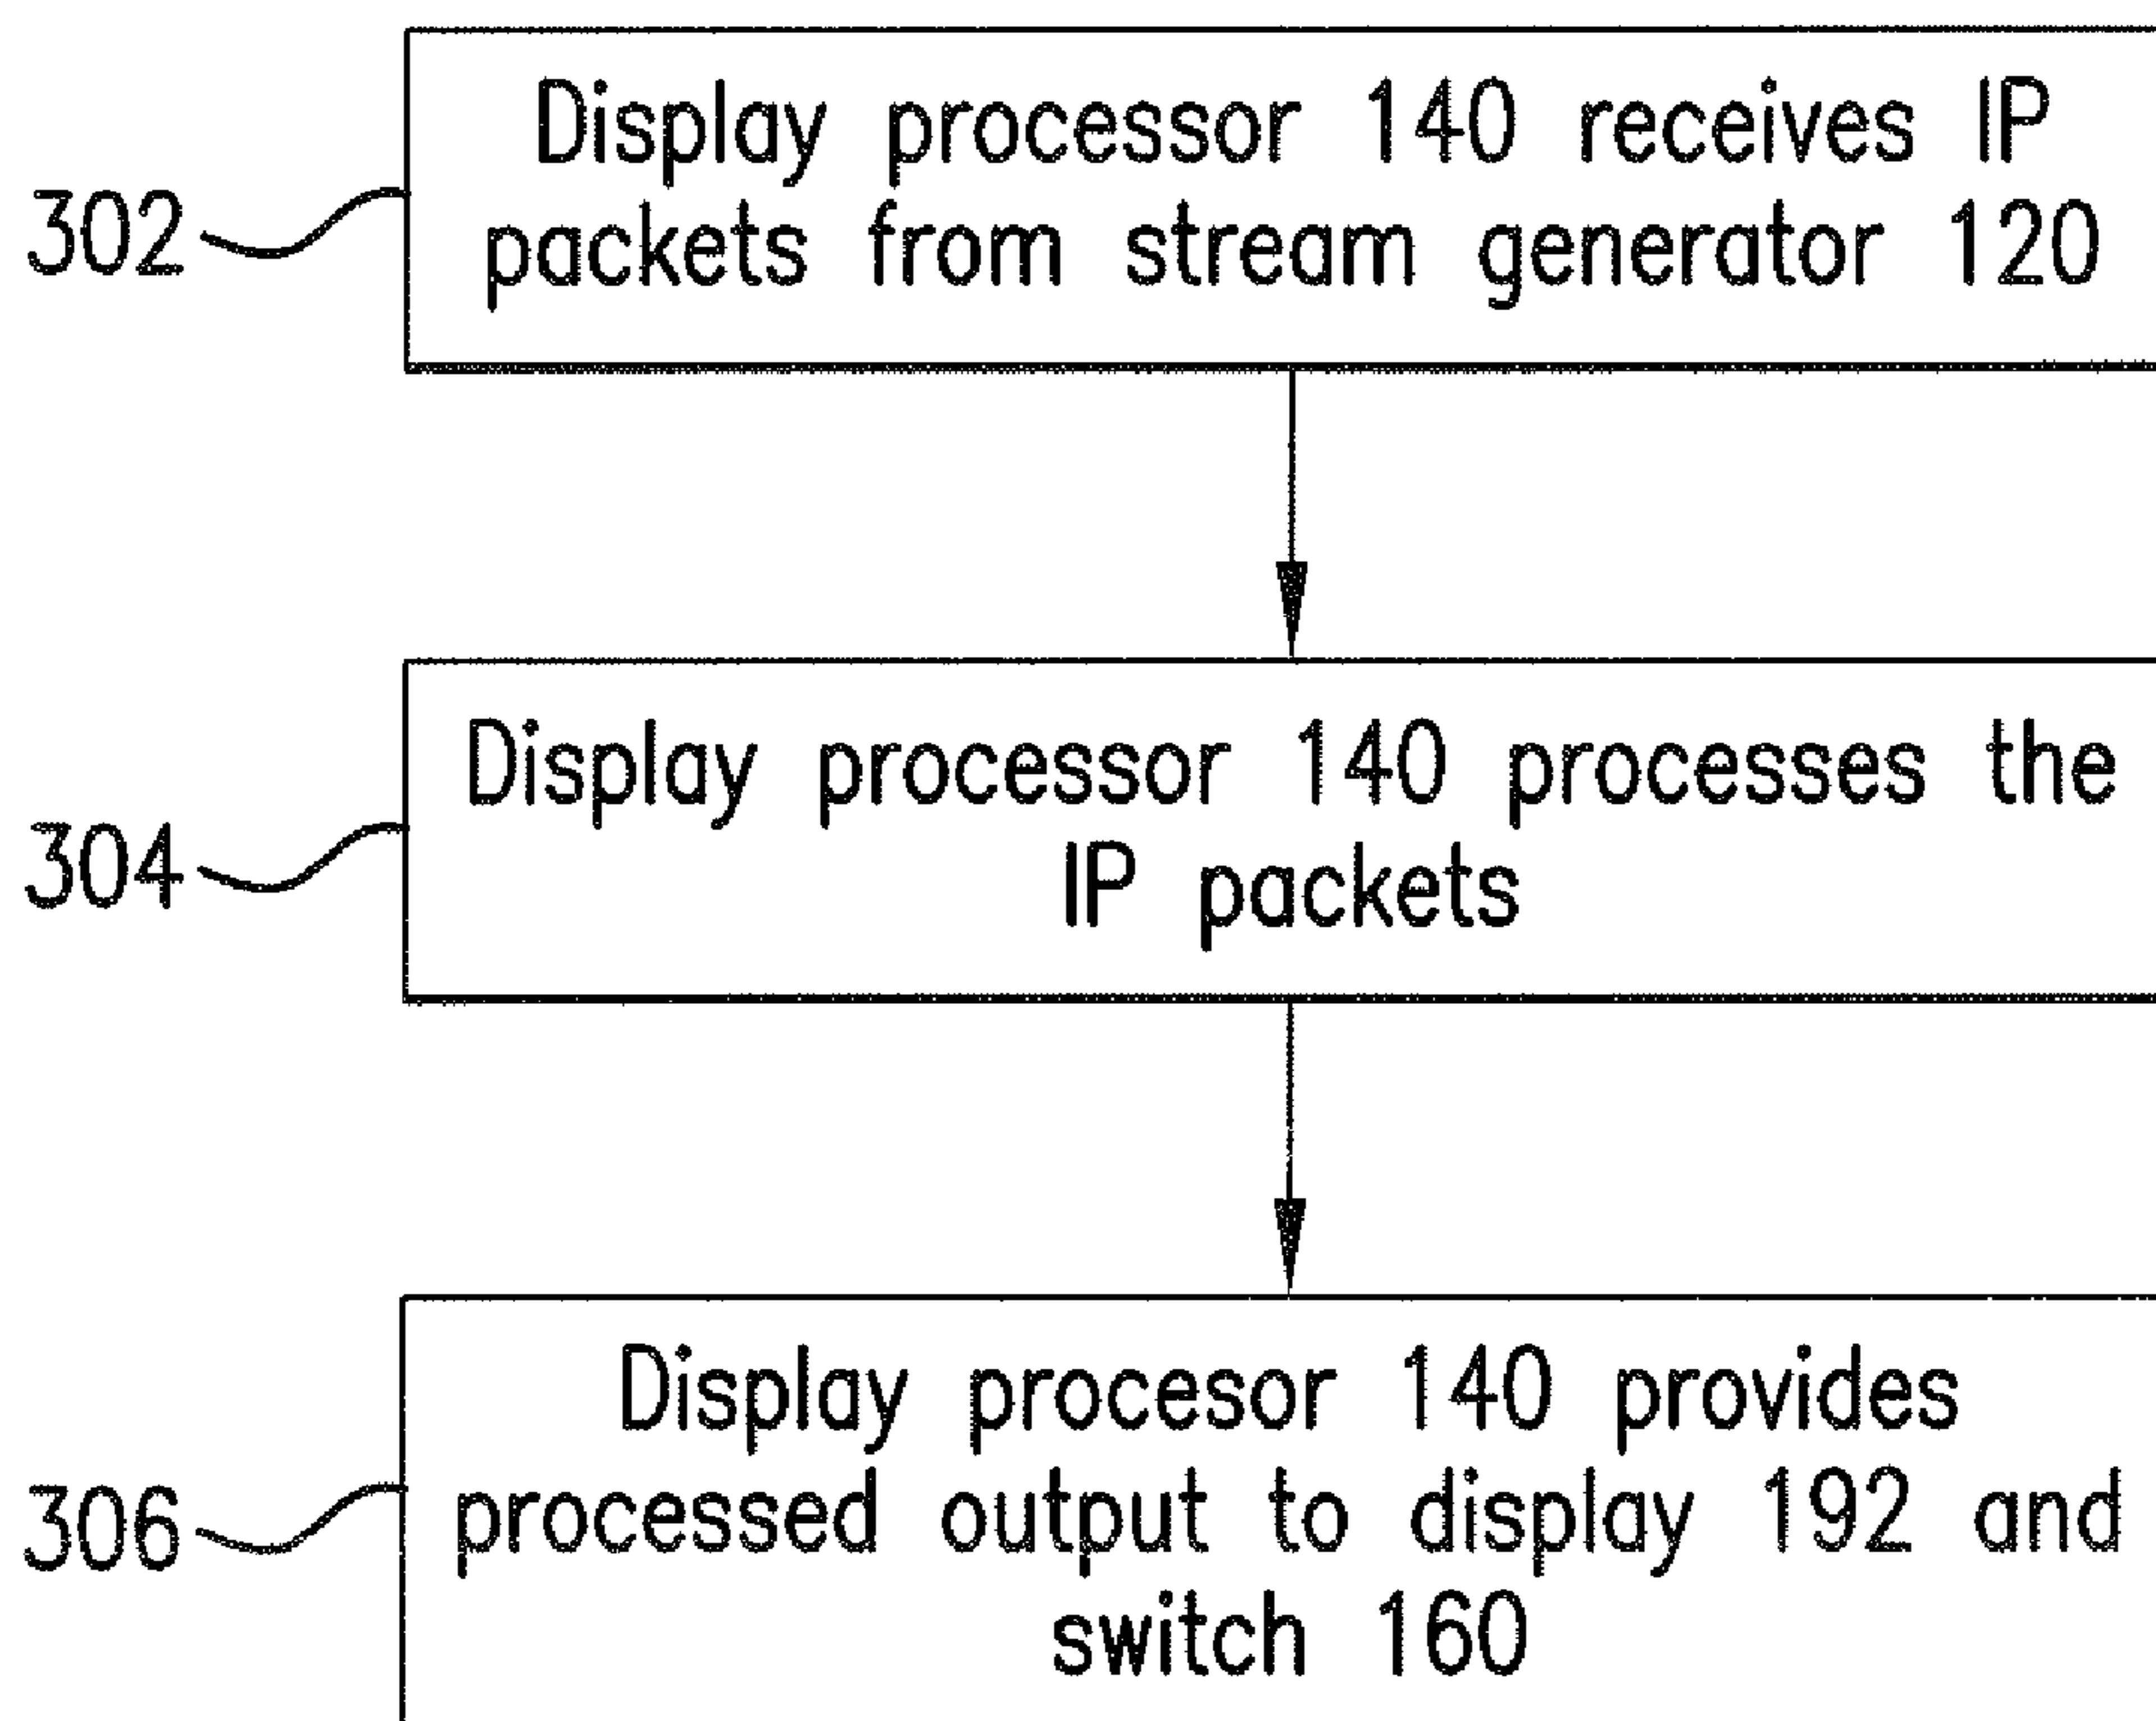 Display processor 140 receives IP
packets from stream generator 120
302
Display processor 140 processes the
IP packets
304
Display procesor 140 provides
processed output to display 192 and
switch 160
306